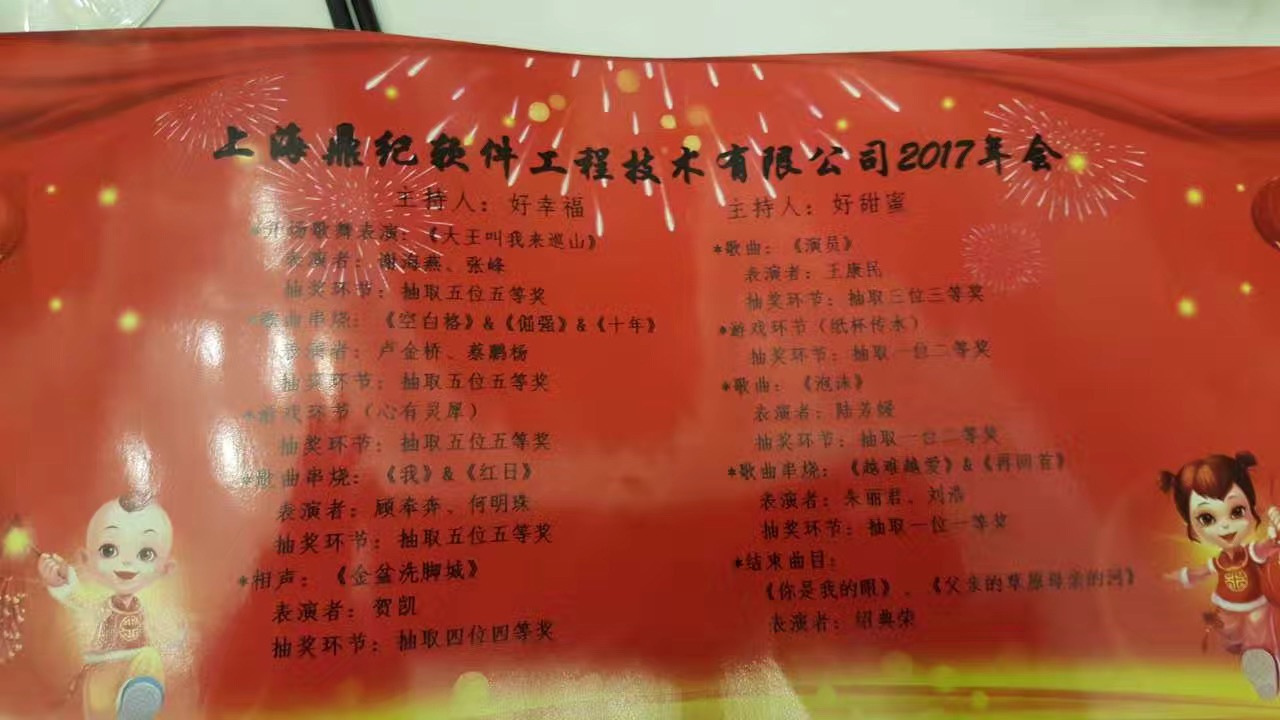 上海鼎纪软件工程技术有限公司2017年会
主持人：好幸福
*开场歌舞表演：《大王叫我来巡山》
表演者：谢海燕、张峰
抽奖环节：抽取五位五等奖
*歌曲串烧：《空白格》&《倔强》&《十年》
表演者：卢金桥、蔡鹏杨
抽奖环节：抽取五位五等奖
*游戏环节（心有灵犀）
抽奖环节：抽取五位五等奖
*歌曲串烧：《我》&《红日》
表演者：顾牵奔、何明珠
抽奖环节：抽取五位五等奖
*相声：《金盆洗脚城》
表演者：贺凯
抽奖环节：抽取四位四等奖
主持人：好甜蜜
*歌曲：《演员》
表演者：王康民
抽奖环节：抽取三位三等奖
*游戏环节（纸杯传水）
抽奖环节：抽取一台二等奖
*歌曲：《泡沫》
表演者：陆芳嫒
抽奖环节：抽取一台二等奖
*歌曲串烧：《越难越爱》&《再回首》
表演者：朱丽君、刘浩
抽奖环节：抽取一位一等奖
*结束曲目：
《你是我的眼》、《父亲的草原母亲的河》
表演者：绍典荣